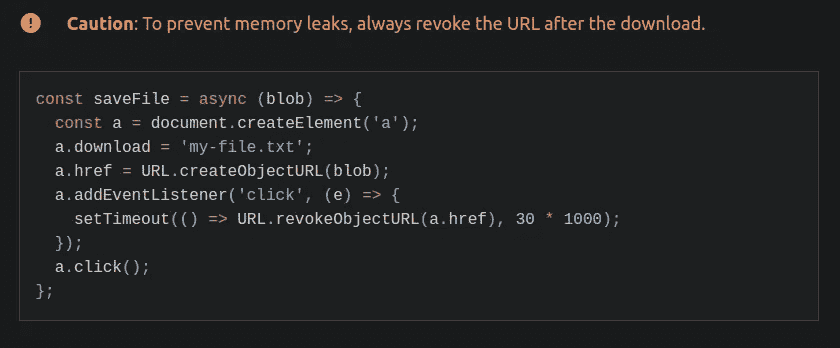 Caution: To prevent memory leaks, always revoke the URL after the download.
const saveFile = async (blob) => {
  const a = document.createElement('a');
  a.download = 'my-file.txt';
  a.href = URL.createObjectURL(blob);
  a.addEventListener('click', (e) => {
    setTimeout(() => URL.revokeObjectURL(a.href), 30 * 1000);
  });
  a.click();
};